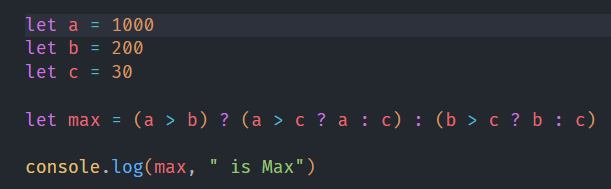 let a = 1000
let b = 200
let c = 30
let max = (a > b) ? (a > c ? a : c) : (b > c ? b : c)
console.log(max, " is Max")